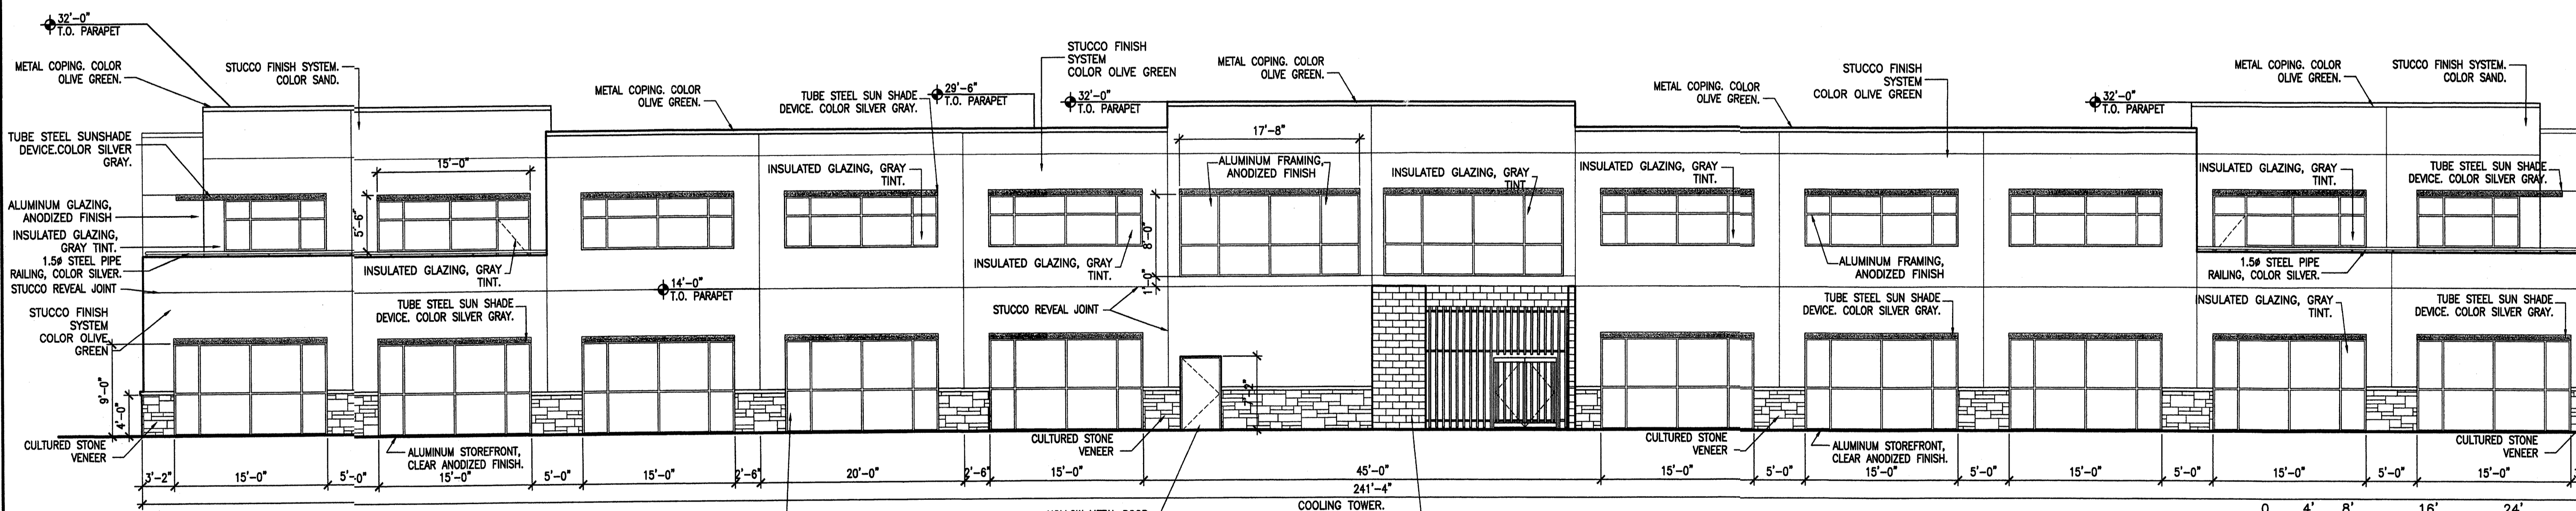 32'-0"
T.O. PARAPET
METAL COPING. COLOR
OLIVE GREEN.
STUCCO FINISH SYSTEM.
COLOR SAND.
TUBE STEEL SUNSHADE
DEVICE.COLOR SILVER
GRAY.
15'-0"
5'-6"
ALUMINUM GLAZING,
ANODIZED FINISH
INSULATED GLAZING,
GRAY TINT.
1.5ø STEEL PIPE
RAILING, COLOR SILVER.
STUCCO REVEAL JOINT
STUCCO FINISH
SYSTEM
COLOR OLIVE
GREEN
9'-0"
4'-0"
CULTURED STONE
VENEER
INSULATED GLAZING, GRAY
TINT.
TUBE STEEL SUN SHADE
DEVICE. COLOR SILVER GRAY.
ALUMINUM STOREFRONT,
CLEAR ANODIZED FINISH.
METAL COPING. COLOR
OLIVE GREEN.
14'-0"
T.O. PARAPET
TUBE STEEL SUN SHADE
DEVICE. COLOR SILVER GRAY.
29'-6"
T.O. PARAPET
INSULATED GLAZING, GRAY
TINT.
STUCCO FINISH
SYSTEM
COLOR OLIVE GREEN
32'-0"
T.O. PARAPET
INSULATED GLAZING, GRAY
TINT.
STUCCO REVEAL JOINT
CULTURED STONE
VENEER
METAL COPING. COLOR
OLIVE GREEN.
17'-8"
ALUMINUM FRAMING,
ANODIZED FINISH
INSULATED GLAZING, GRAY
TINT.
8'-0"
1'-0"
INSULATED GLAZING, GRAY
TINT.
METAL COPING. COLOR
OLIVE GREEN.
STUCCO FINISH
SYSTEM
COLOR OLIVE GREEN
ALUMINUM FRAMING,
ANODIZED FINISH
TUBE STEEL SUN SHADE
DEVICE. COLOR SILVER GRAY.
CULTURED STONE
VENEER
ALUMINUM STOREFRONT,
CLEAR ANODIZED FINISH.
32'-0"
T.O. PARAPET
METAL COPING. COLOR
OLIVE GREEN.
STUCCO FINISH SYSTEM.
COLOR SAND.
INSULATED GLAZING, GRAY
TINT.
TUBE STEEL SUN SHADE
DEVICE. COLOR SILVER GRAY.
1.5ø STEEL PIPE
RAILING, COLOR SILVER.
INSULATED GLAZING, GRAY
TINT.
TUBE STEEL SUN SHADE
DEVICE. COLOR SILVER GRAY.
CULTURED STONE
VENEER
3'-2" 15'-0" 5'-0" 15'-0" 5'-0" 15'-0" 2'-6" 20'-0" 2'-6" 15'-0" 45'-0" 15'-0" 5'-0" 15'-0" 5'-0" 15'-0" 5'-0" 15'-0" 5'-0" 15'-0"
241'-4"
COOLING TOWER.
0 4' 8' 16' 24'